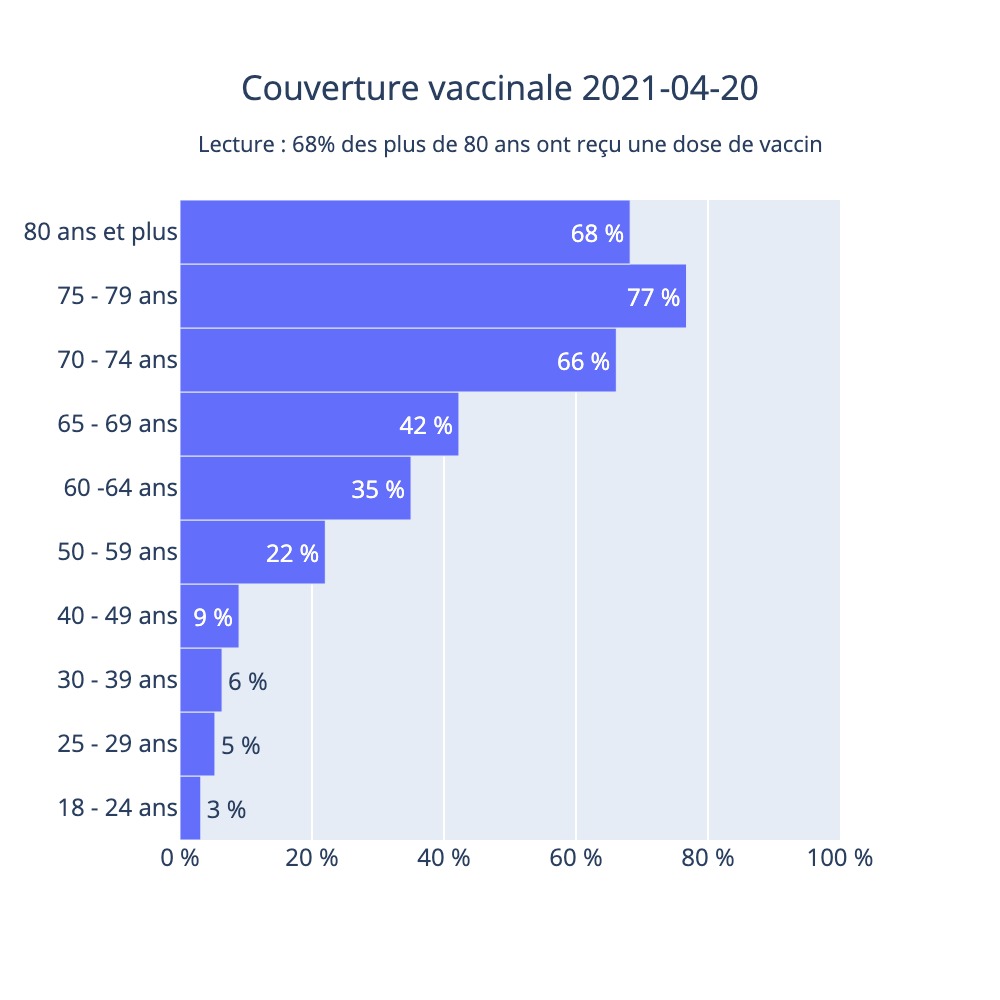 Couverture vaccinale 2021-04-20
Lecture : 68% des plus de 80 ans ont reçu une dose de vaccin
80 ans et plus 68 %
75 - 79 ans 77 %
70 - 74 ans 66 %
65 - 69 ans 42 %
60 -64 ans 35 %
50 - 59 ans 22 %
40 - 49 ans 9 %
30 - 39 ans 6 %
25 - 29 ans 5 %
18 - 24 ans 3 %
0 % 20 % 40 % 60 % 80 % 100 %